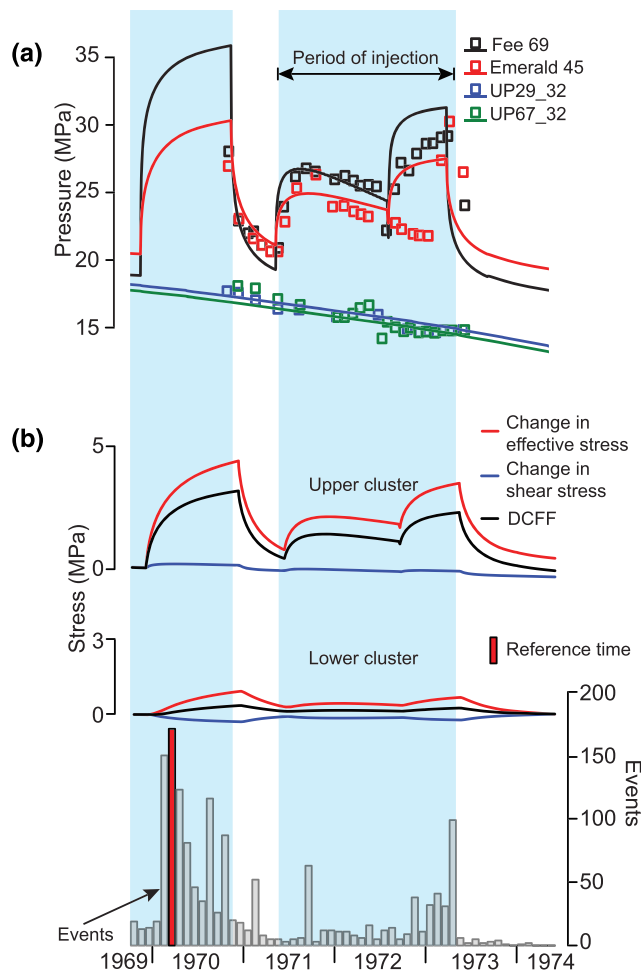 (a)
35
30
25
20
15
Pressure (MPa)
Period of injection
Fee 69
Emerald 45
UP29_32
UP67_32
(b)
5
0
3
0
Stress (MPa)
Change in
effective stress
Change in
shear stress
DCFF
Upper cluster
Lower cluster
Reference time
200
150
100
50
0
Events
Events
1969 1970 1971 1972 1973 1974